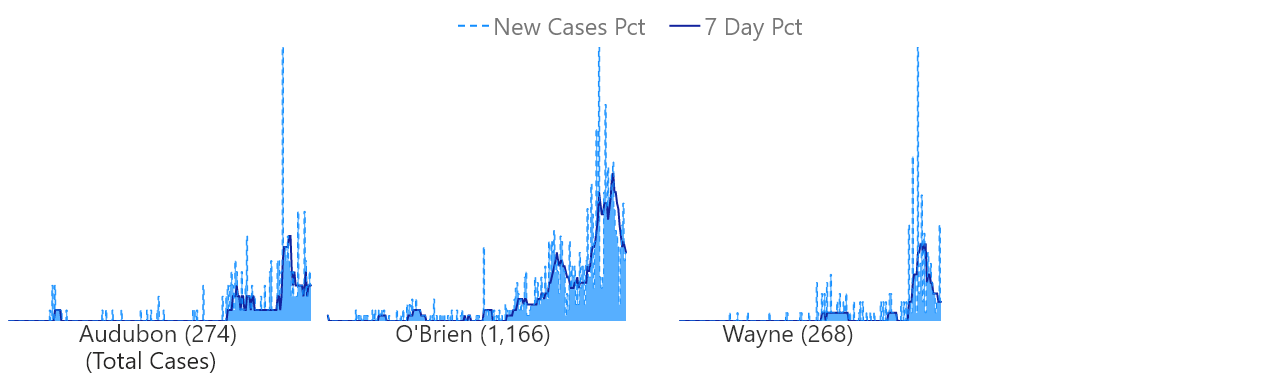 New Cases Pct 7 Day Pct
Audubon (274) O'Brien (1,166) Wayne (268)
(Total Cases)